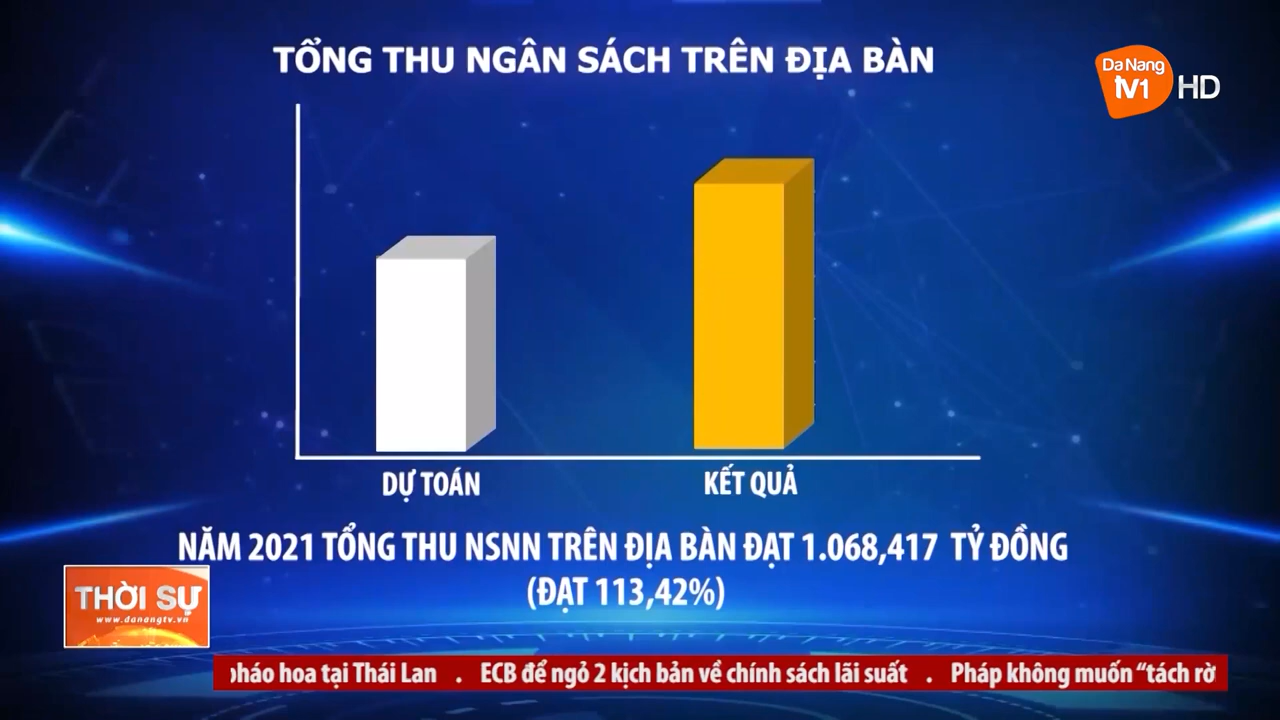 TỔNG THU NGÂN SÁCH TRÊN ĐỊA BÀN
Da Nang
TV1 HD
DỰ TOÁN
KẾT QUẢ
NĂM 2021 TỔNG THU NSNN TRÊN ĐỊA BÀN ĐẠT 1.068,417 TỶ ĐỒNG
(ĐẠT 113,42%)
THỜI SỰ
www.danangtv.vn
pháo hoa tại Thái Lan . ECB để ngỏ 2 kịch bản về chính sách lãi suất . Pháp không muốn “tách rờ